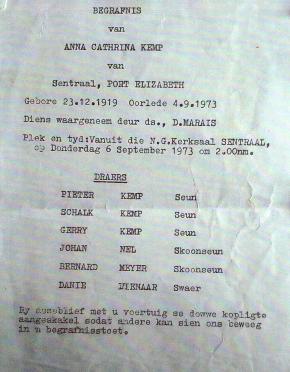 BEGRAFNIS
van
ANNA CATHRINA KEMP
van
Sentraal, PORT ELIZABETH
Gebore 23.12.1919 Oorlede 4.9.1973
Diens waargeneem deur ds., D.MARAIS
Plek en tyd:Vanuit die N.G.Kerksaal SENTRAAL,
op Donderdag 6 September 1973 om 2.00nm.
DRAERS
PIETER KEMP Seun
SCHALK KEMP Seun
GERRY KEMP Seun
JOHAN NEL Skoonseun
BERNARD MEYER Skoonseun
DANIE WIENAAR Swaer
Ry asseblief met u voertuig se dowwe kopligte
aangeskakel sodat andere kan sien ons beweeg
in 'n begrafnisstoet.